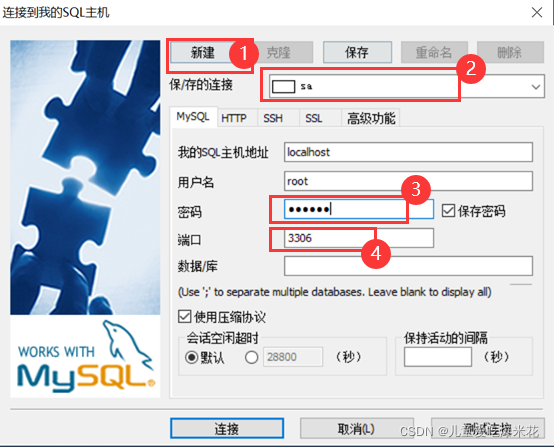 连接到我的SQL主机
新建 1 克隆 保存 重命名 删除
保/存的连接 sa 2
MySQL HTTP SSH SSL 高级功能
我的SQL主机地址 localhost
用户名 root
密码 ●●●●●● 3 保存密码
端口 3306 4
数据/库
(Use ';' to separate multiple databases. Leave blank to display all)
使用压缩协议
会话空闲超时 保持活动的间隔
默认 28800 （秒） （秒）
WORKS WITH
MySQL®
连接 取消(L) 测试连接